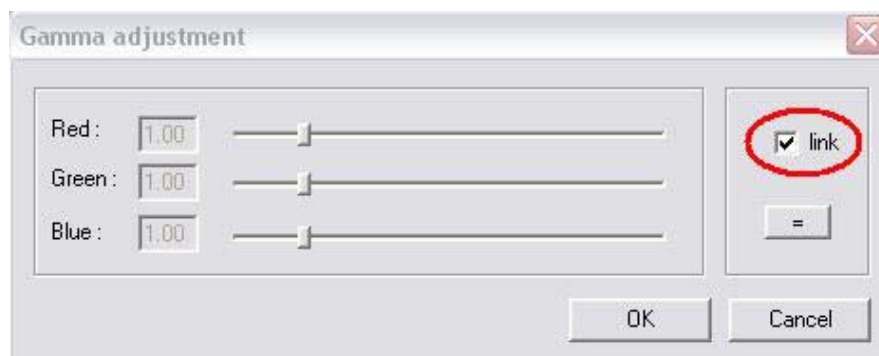 Gamma adjustment
Red : 1.00
Green : 1.00
Blue : 1.00
link
=
OK Cancel